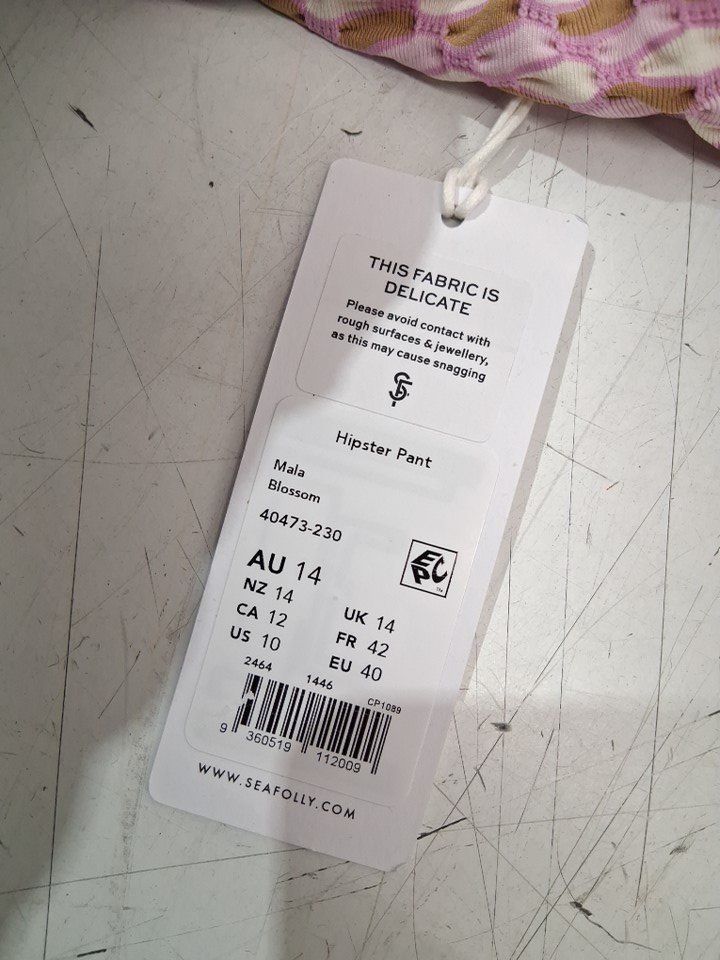 THIS FABRIC IS
DELICATE
Please avoid contact with
rough surfaces & jewellery,
as this may cause snagging
Hipster Pant
Mala
Blossom
40473-230
ECP™
AU 14
NZ 14
CA 12
US 10
UK 14
FR 42
EU 40
2464
1446
CP1089
9 360519 112009
WWW.SEAFOLLY.COM